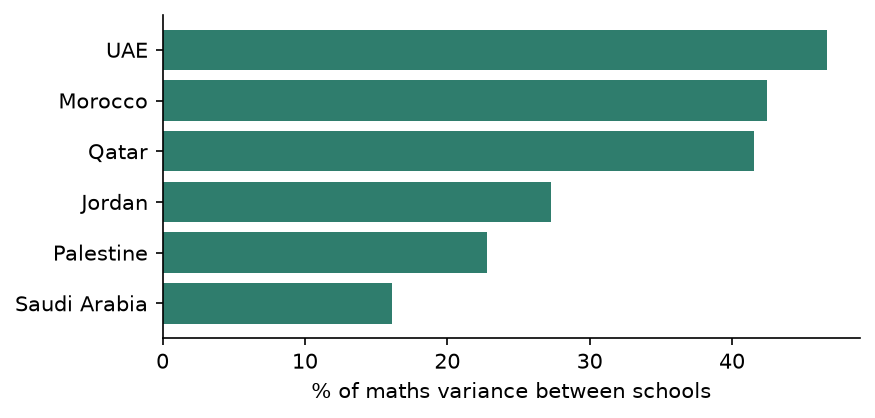 UAE
Morocco
Qatar
Jordan
Palestine
Saudi Arabia
0 10 20 30 40
% of maths variance between schools